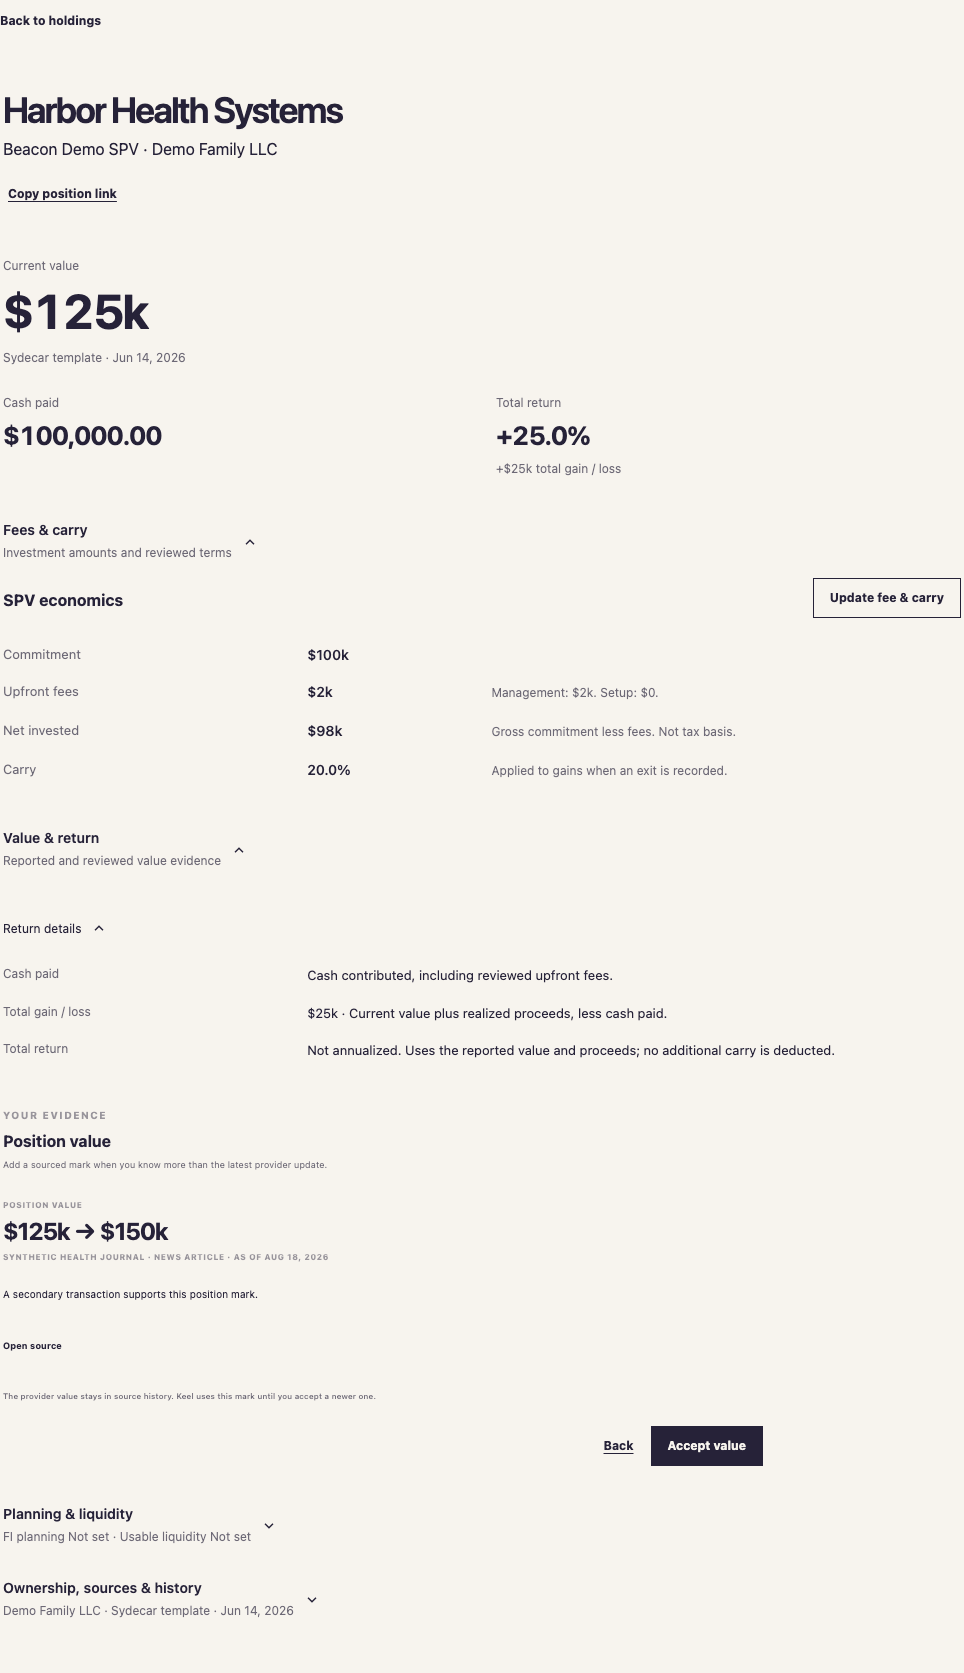 Back to holdings
Harbor Health Systems
Beacon Demo SPV · Demo Family LLC
Copy position link
Current value
$125k
Sydecar template · Jun 14, 2026
Cash paid
$100,000.00
Total return
+25.0%
+$25k total gain / loss
Fees & carry
Investment amounts and reviewed terms
SPV economics
Update fee & carry
Commitment $100k
Upfront fees $2k Management: $2k. Setup: $0.
Net invested $98k Gross commitment less fees. Not tax basis.
Carry 20.0% Applied to gains when an exit is recorded.
Value & return
Reported and reviewed value evidence
Return details
Cash paid Cash contributed, including reviewed upfront fees.
Total gain / loss $25k · Current value plus realized proceeds, less cash paid.
Total return Not annualized. Uses the reported value and proceeds; no additional carry is deducted.
YOUR EVIDENCE
Position value
Add a sourced mark when you know more than the latest provider update.
POSITION VALUE
$125k → $150k
SYNTHETIC HEALTH JOURNAL · NEWS ARTICLE · AS OF AUG 18, 2026
A secondary transaction supports this position mark.
Open source
The provider value stays in source history. Keel uses this mark until you accept a newer one.
Back Accept value
Planning & liquidity
FI planning Not set · Usable liquidity Not set
Ownership, sources & history
Demo Family LLC · Sydecar template · Jun 14, 2026